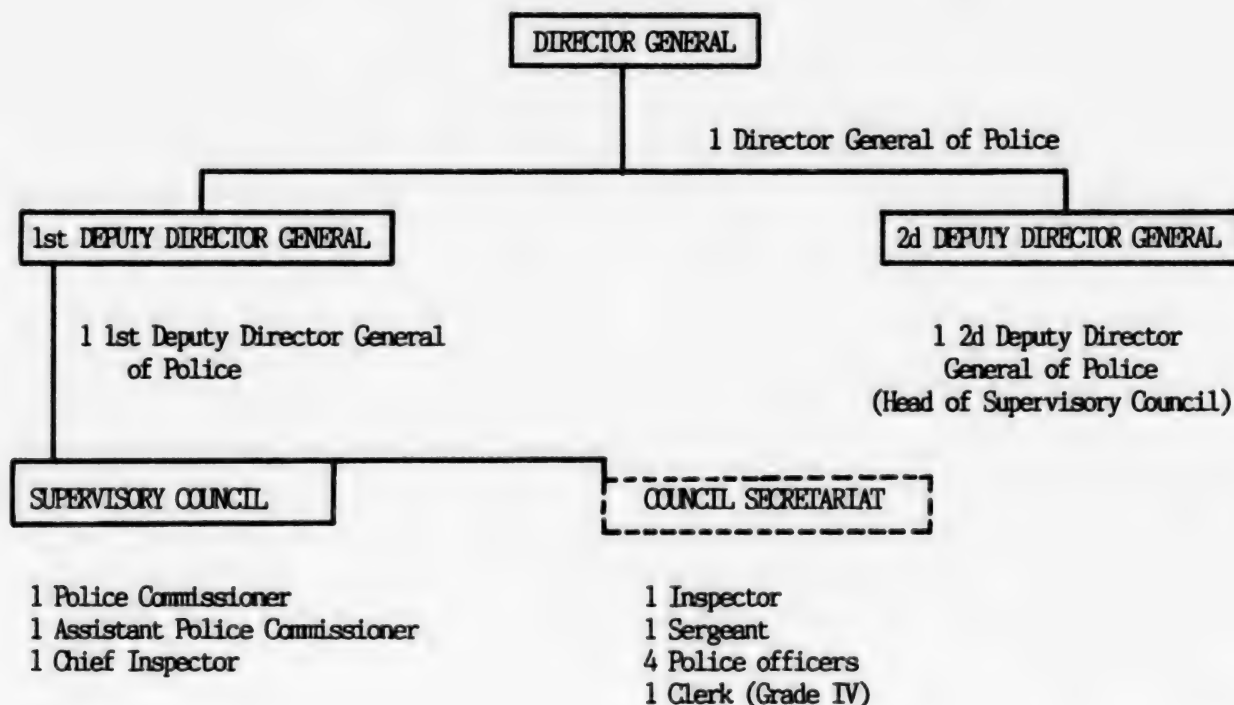 DIRECTOR GENERAL
1 Director General of Police
1st DEPUTY DIRECTOR GENERAL
2d DEPUTY DIRECTOR GENERAL
1 1st Deputy Director General
of Police
1 2d Deputy Director
General of Police
(Head of Supervisory Council)
SUPERVISORY COUNCIL
COUNCIL SECRETARIAT
1 Police Commissioner
1 Assistant Police Commissioner
1 Chief Inspector
1 Inspector
1 Sergeant
4 Police officers
1 Clerk (Grade IV)